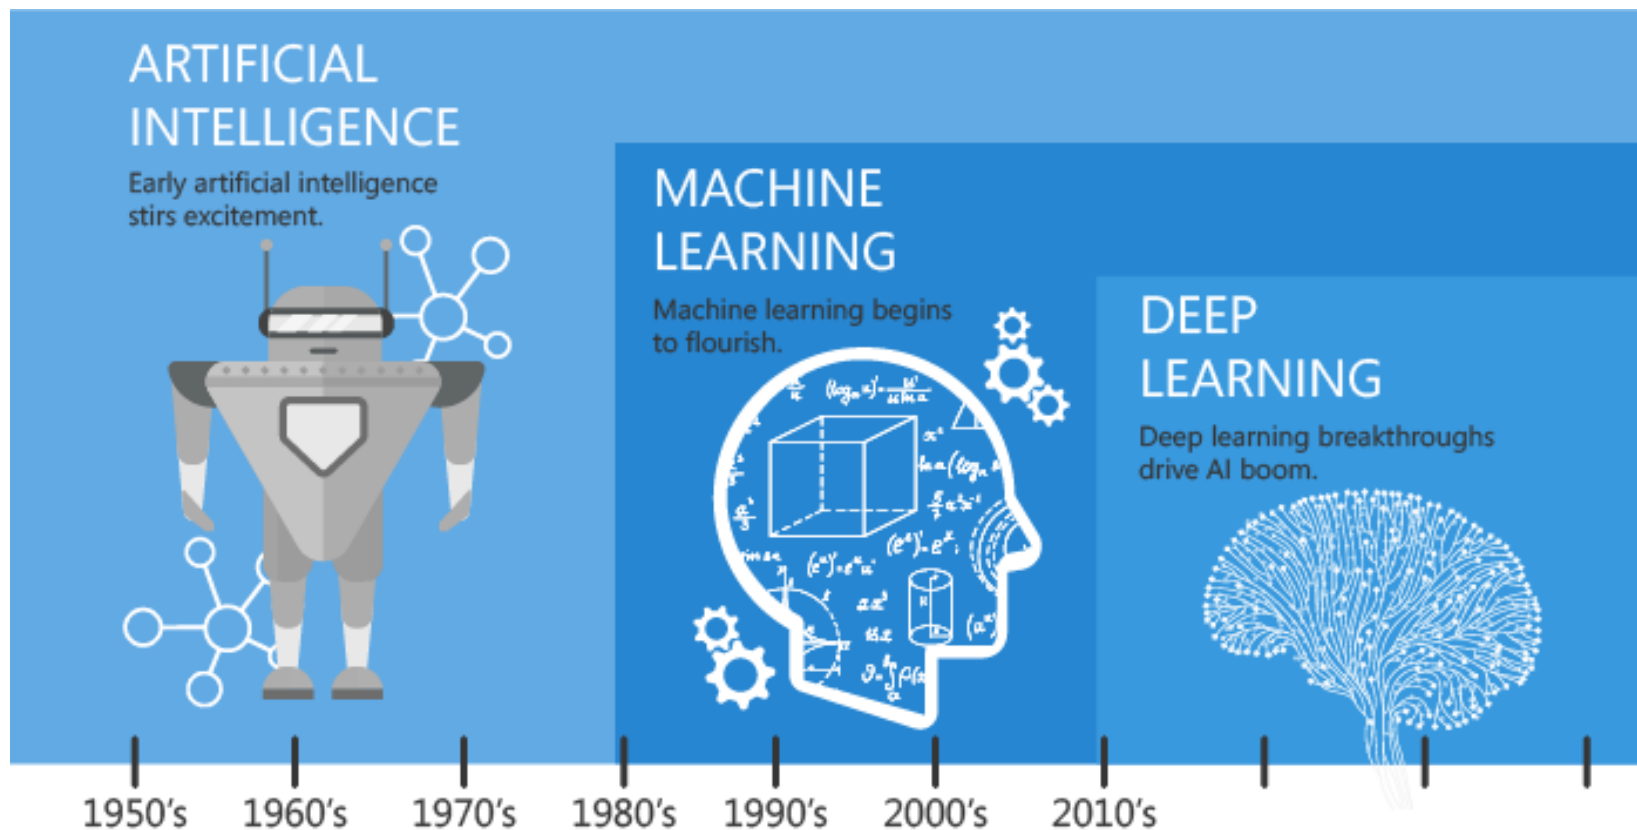 ARTIFICIAL
INTELLIGENCE
Early artificial intelligence
stirs excitement.
MACHINE
LEARNING
Machine learning begins
to flourish.
DEEP
LEARNING
Deep learning breakthroughs
drive AI boom.
1950's 1960's 1970's 1980's 1990's 2000's 2010's